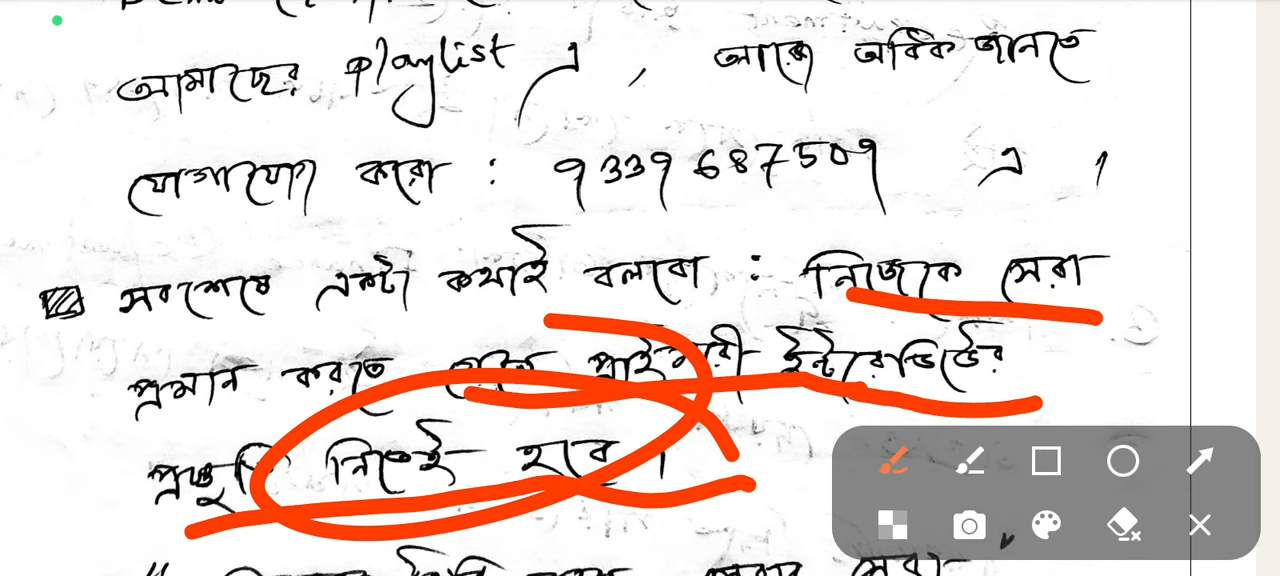 আমাদের playlist এ, আরো অধিক জানতে
যোগাযোগ করো : 9339687509 এ ।
সবশেষে একটা কথাই বলবো : নিজেকে সেরা
প্রমান করতে গেলে প্রাইমারী ইন্টারভিউর
প্রস্তুতি নিতেই হবে ।